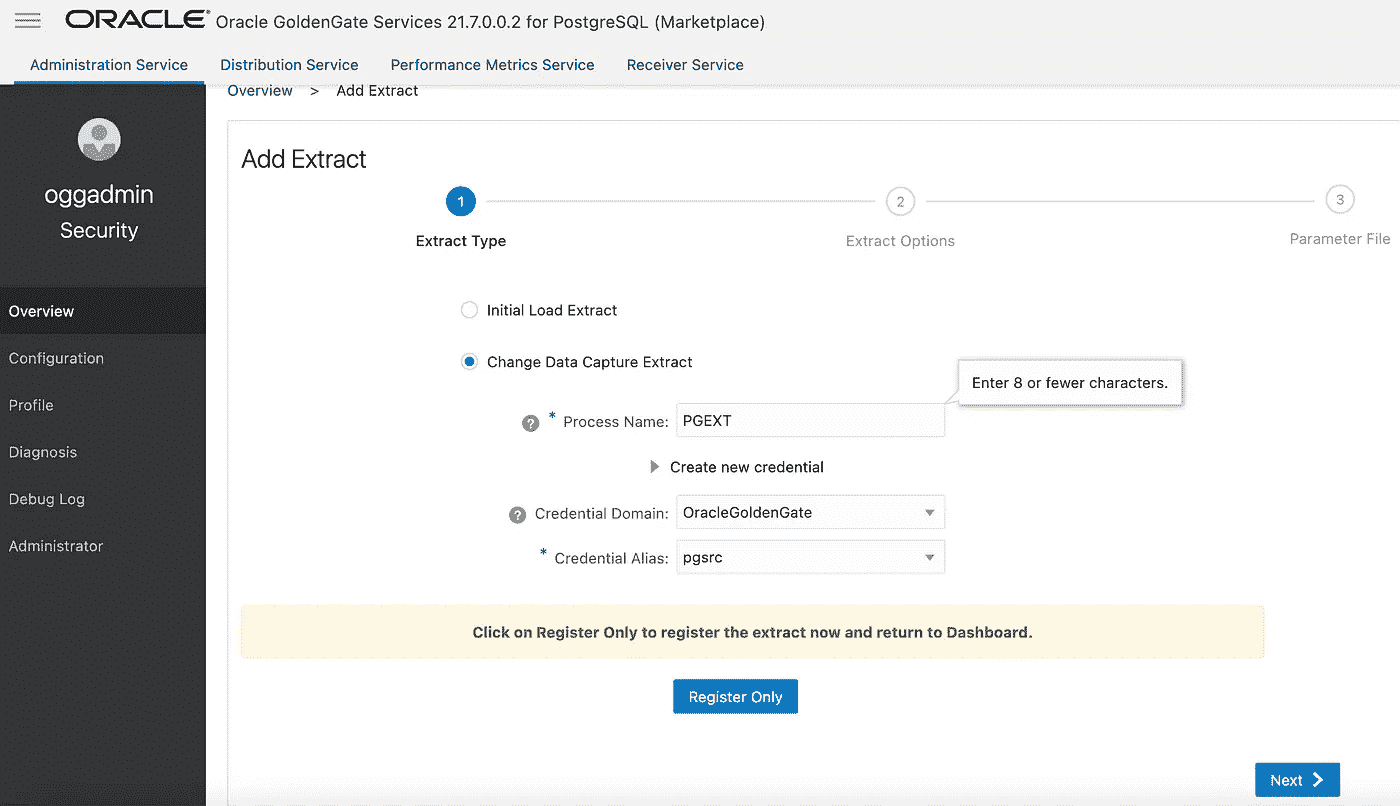 ORACLE® Oracle GoldenGate Services 21.7.0.0.2 for PostgreSQL (Marketplace)
Administration Service Distribution Service Performance Metrics Service Receiver Service
Overview > Add Extract
oggadmin
Security
Overview
Configuration
Profile
Diagnosis
Debug Log
Administrator
Add Extract
1 2 3
Extract Type Extract Options Parameter File
Initial Load Extract
Change Data Capture Extract
Enter 8 or fewer characters.
? * Process Name: PGEXT
Create new credential
? Credential Domain: OracleGoldenGate
* Credential Alias: pgsrc
Click on Register Only to register the extract now and return to Dashboard.
Register Only
Next